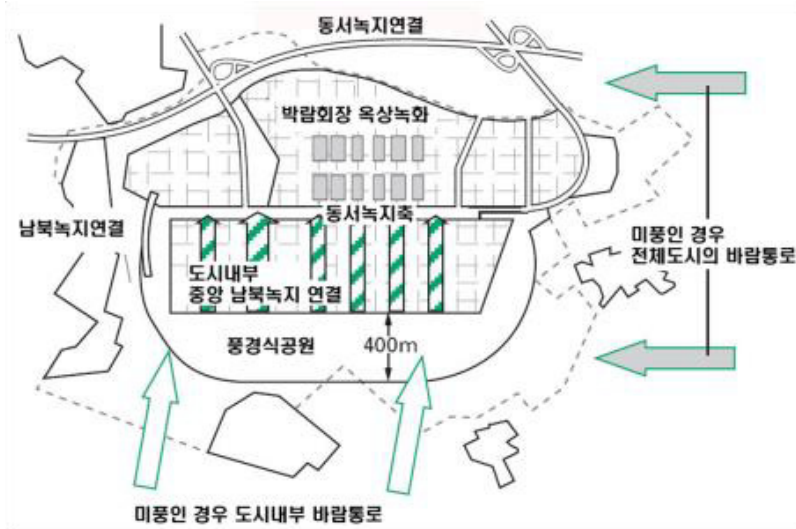 동서녹지연결
박람회장 옥상녹화
남북녹지연결
동서녹지축
미풍인 경우
전체도시의 바람통로
도시내부
중앙 남북녹지 연결
풍경식공원
400m
미풍인 경우 도시내부 바람통로